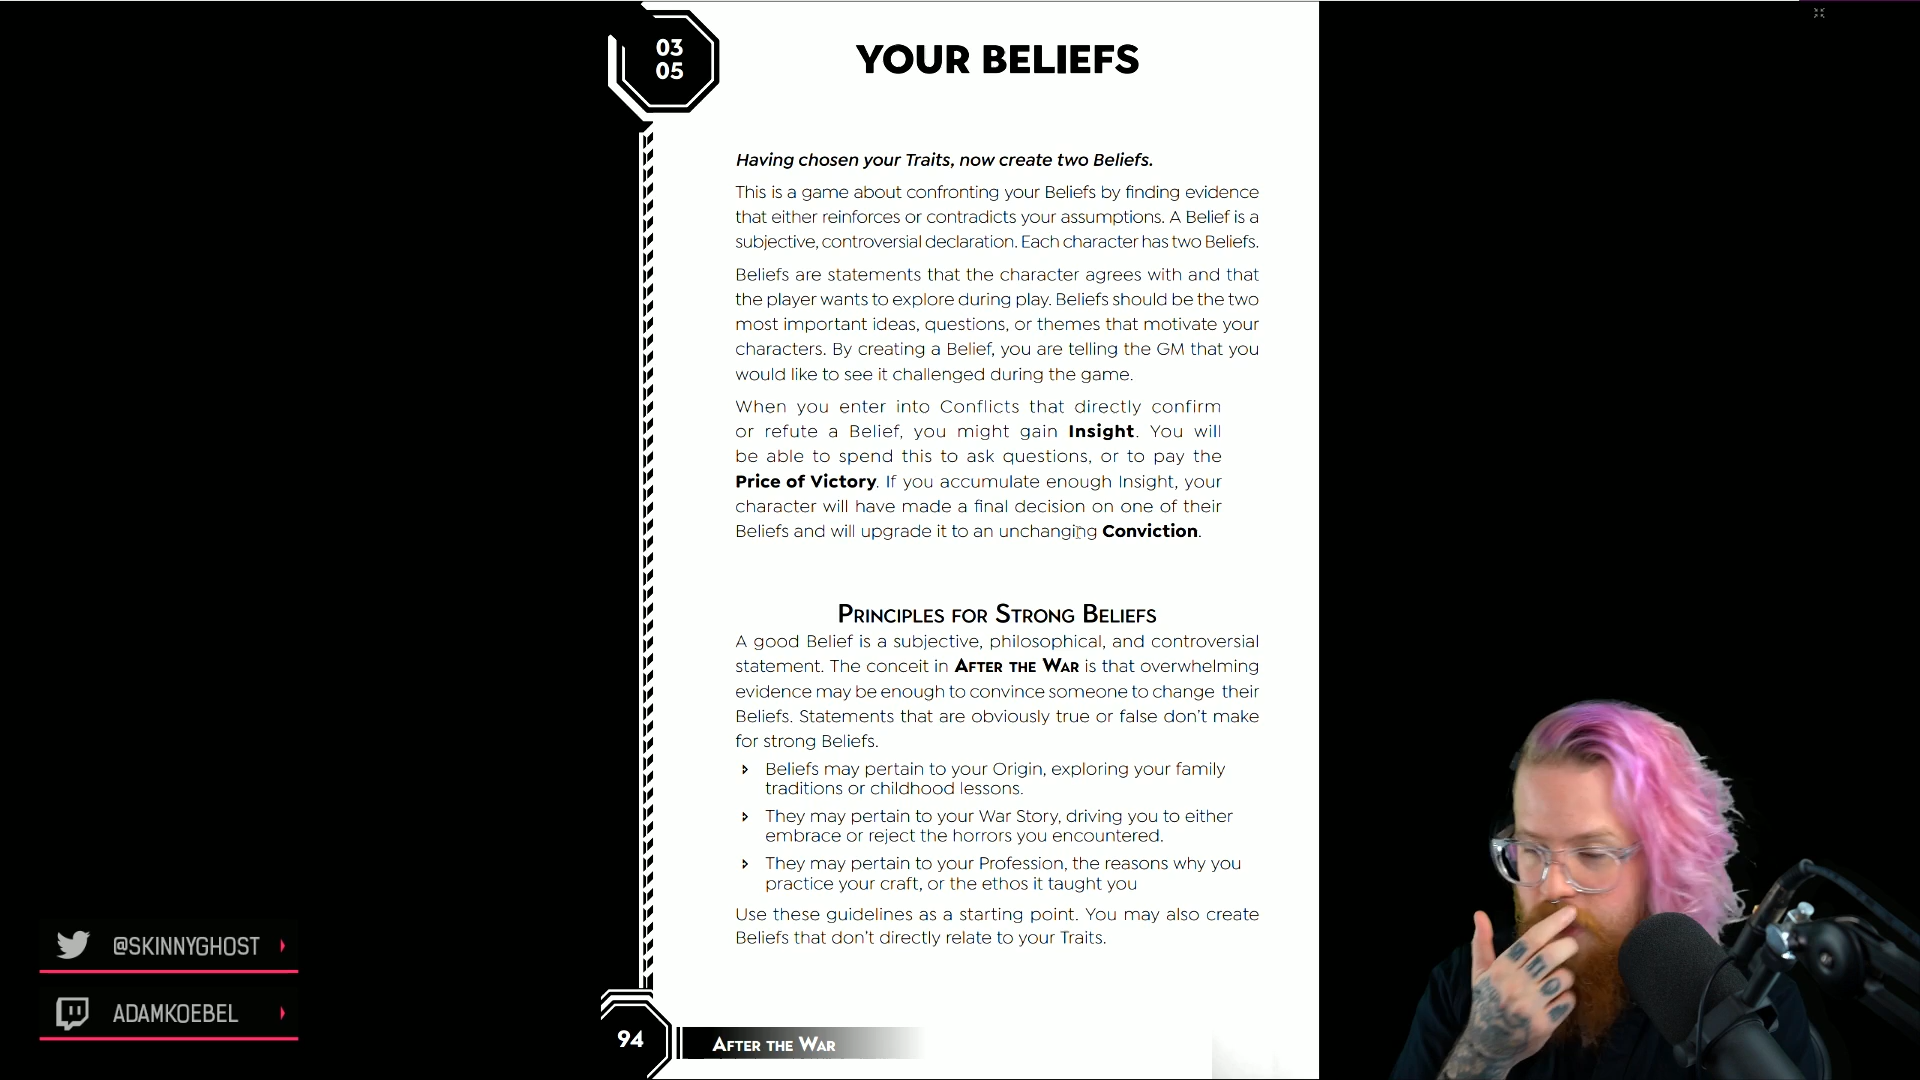 03
05
YOUR BELIEFS
Having chosen your Traits, now create two Beliefs.
This is a game about confronting your Beliefs by finding evidence
that either reinforces or contradicts your assumptions. A Belief is a
subjective, controversial declaration. Each character has two Beliefs.
Beliefs are statements that the character agrees with and that
the player wants to explore during play. Beliefs should be the two
most important ideas, questions, or themes that motivate your
characters. By creating a Belief, you are telling the GM that you
would like to see it challenged during the game.
When you enter into Conflicts that directly confirm
or refute a Belief, you might gain Insight. You will
be able to spend this to ask questions, or to pay the
Price of Victory. If you accumulate enough Insight, your
character will have made a final decision on one of their
Beliefs and will upgrade it to an unchanging Conviction.
PRINCIPLES FOR STRONG BELIEFS
A good Belief is a subjective, philosophical, and controversial
statement. The conceit in AFTER THE WAR is that overwhelming
evidence may be enough to convince someone to change their
Beliefs. Statements that are obviously true or false don't make
for strong Beliefs.
Beliefs may pertain to your Origin, exploring your family
traditions or childhood lessons.
They may pertain to your War Story, driving you to either
embrace or reject the horrors you encountered.
They may pertain to your Profession, the reasons why you
practice your craft, or the ethos it taught you
Use these guidelines as a starting point. You may also create
Beliefs that don't directly relate to your Traits.
@SKINNYGHOST
ADAMKOEBEL
94
AFTER THE WAR